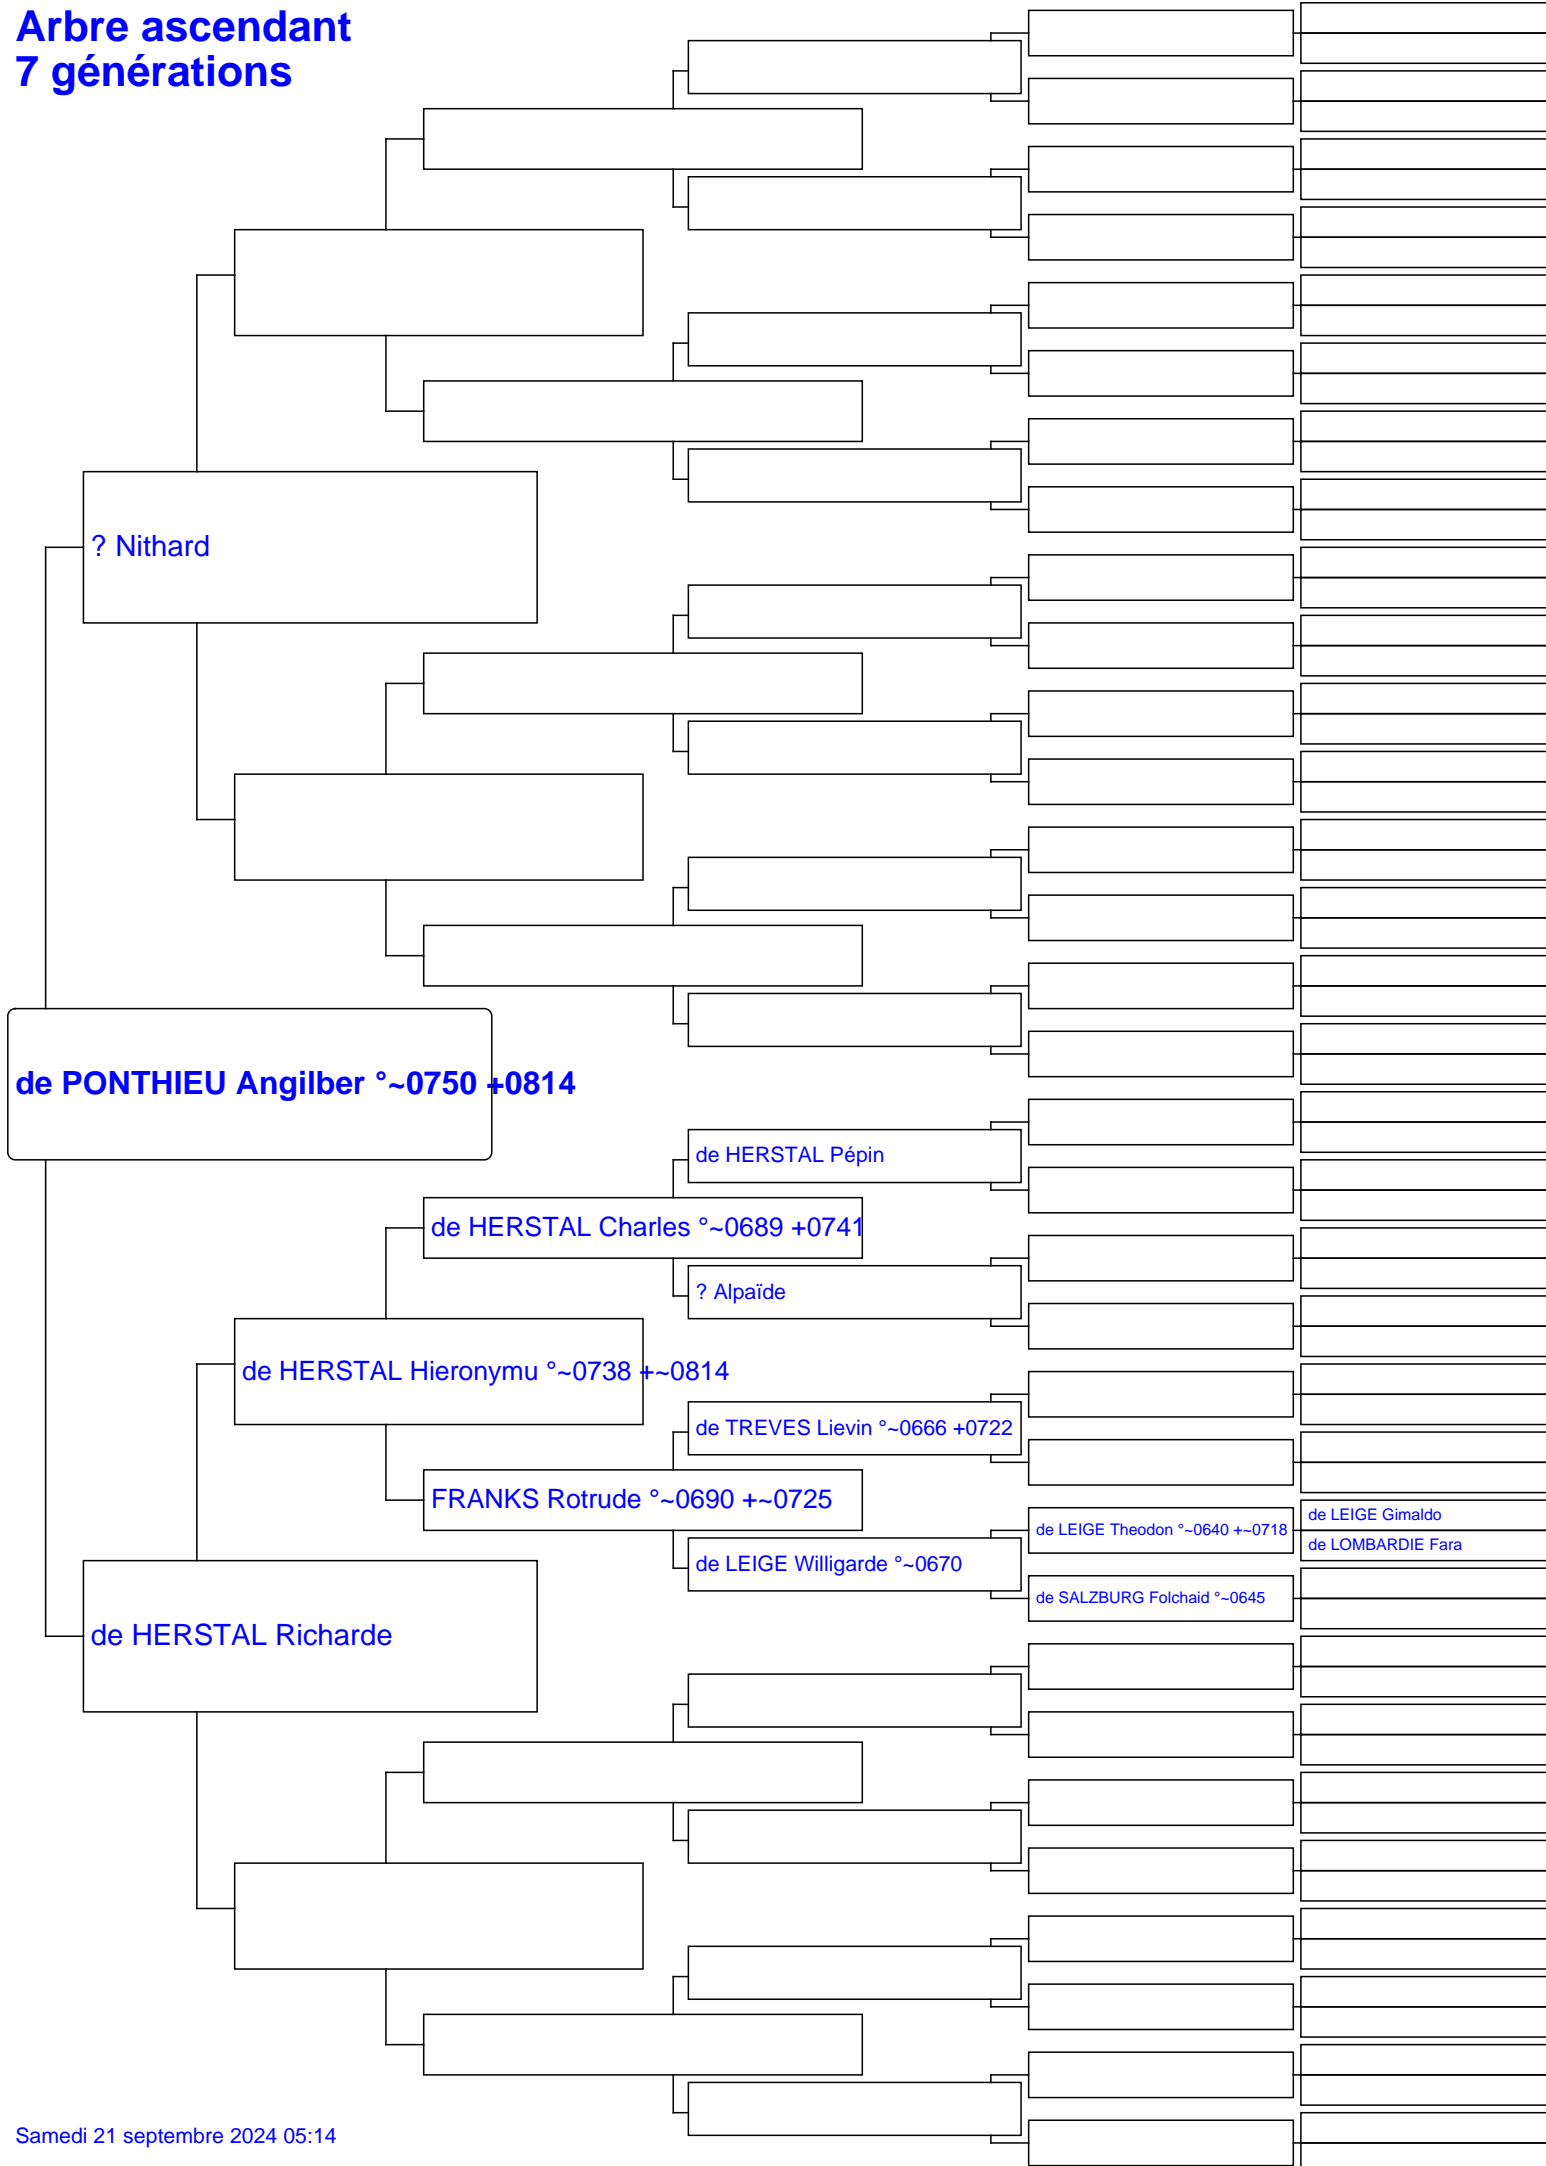 Arbre ascendant
7 générations
? Nithard
de PONTHIEU Angilber °~0750 +0814
de HERSTAL Pépin
de HERSTAL Charles °~0689 +0741
? Alpaïde
de HERSTAL Hieronymu °~0738 +~0814
de TREVES Lievin °~0666 +0722
FRANKS Rotrude °~0690 +~0725
de LEIGE Gimaldo
de LEIGE Theodon °~0640 +~0718
de LOMBARDIE Fara
de LEIGE Willigarde °~0670
de SALZBURG Folchaid °~0645
de HERSTAL Richarde
Samedi 21 septembre 2024 05:14